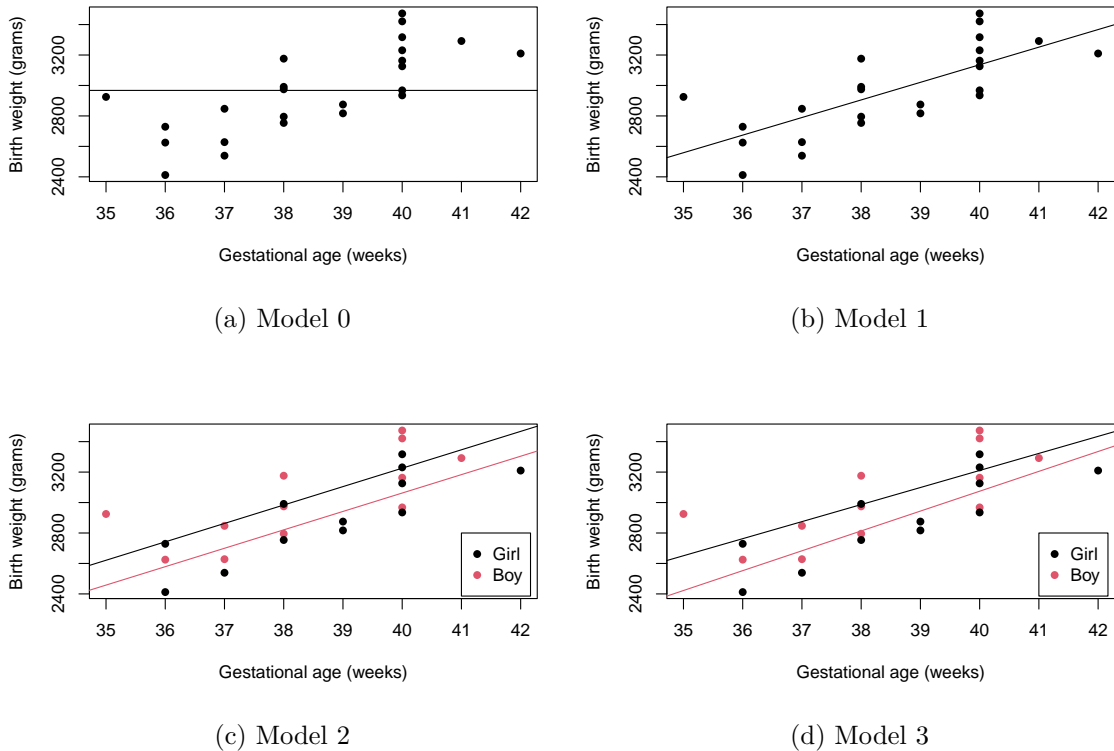 Birth weight (grams)
2400 2800 3200
35 36 37 38 39 40 41 42
Gestational age (weeks)
(a) Model 0
Birth weight (grams)
2400 2800 3200
35 36 37 38 39 40 41 42
Gestational age (weeks)
(b) Model 1
Birth weight (grams)
2400 2800 3200
Girl
Boy
35 36 37 38 39 40 41 42
Gestational age (weeks)
(c) Model 2
Birth weight (grams)
2400 2800 3200
Girl
Boy
35 36 37 38 39 40 41 42
Gestational age (weeks)
(d) Model 3